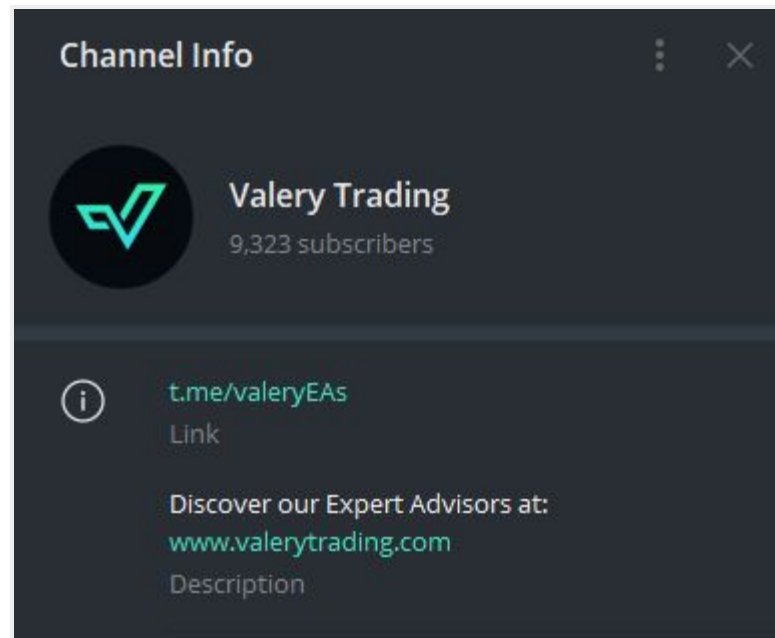 Channel Info
Valery Trading
9,323 subscribers
t.me/valeryEAs
Link
Discover our Expert Advisors at:
www.valerytrading.com
Description